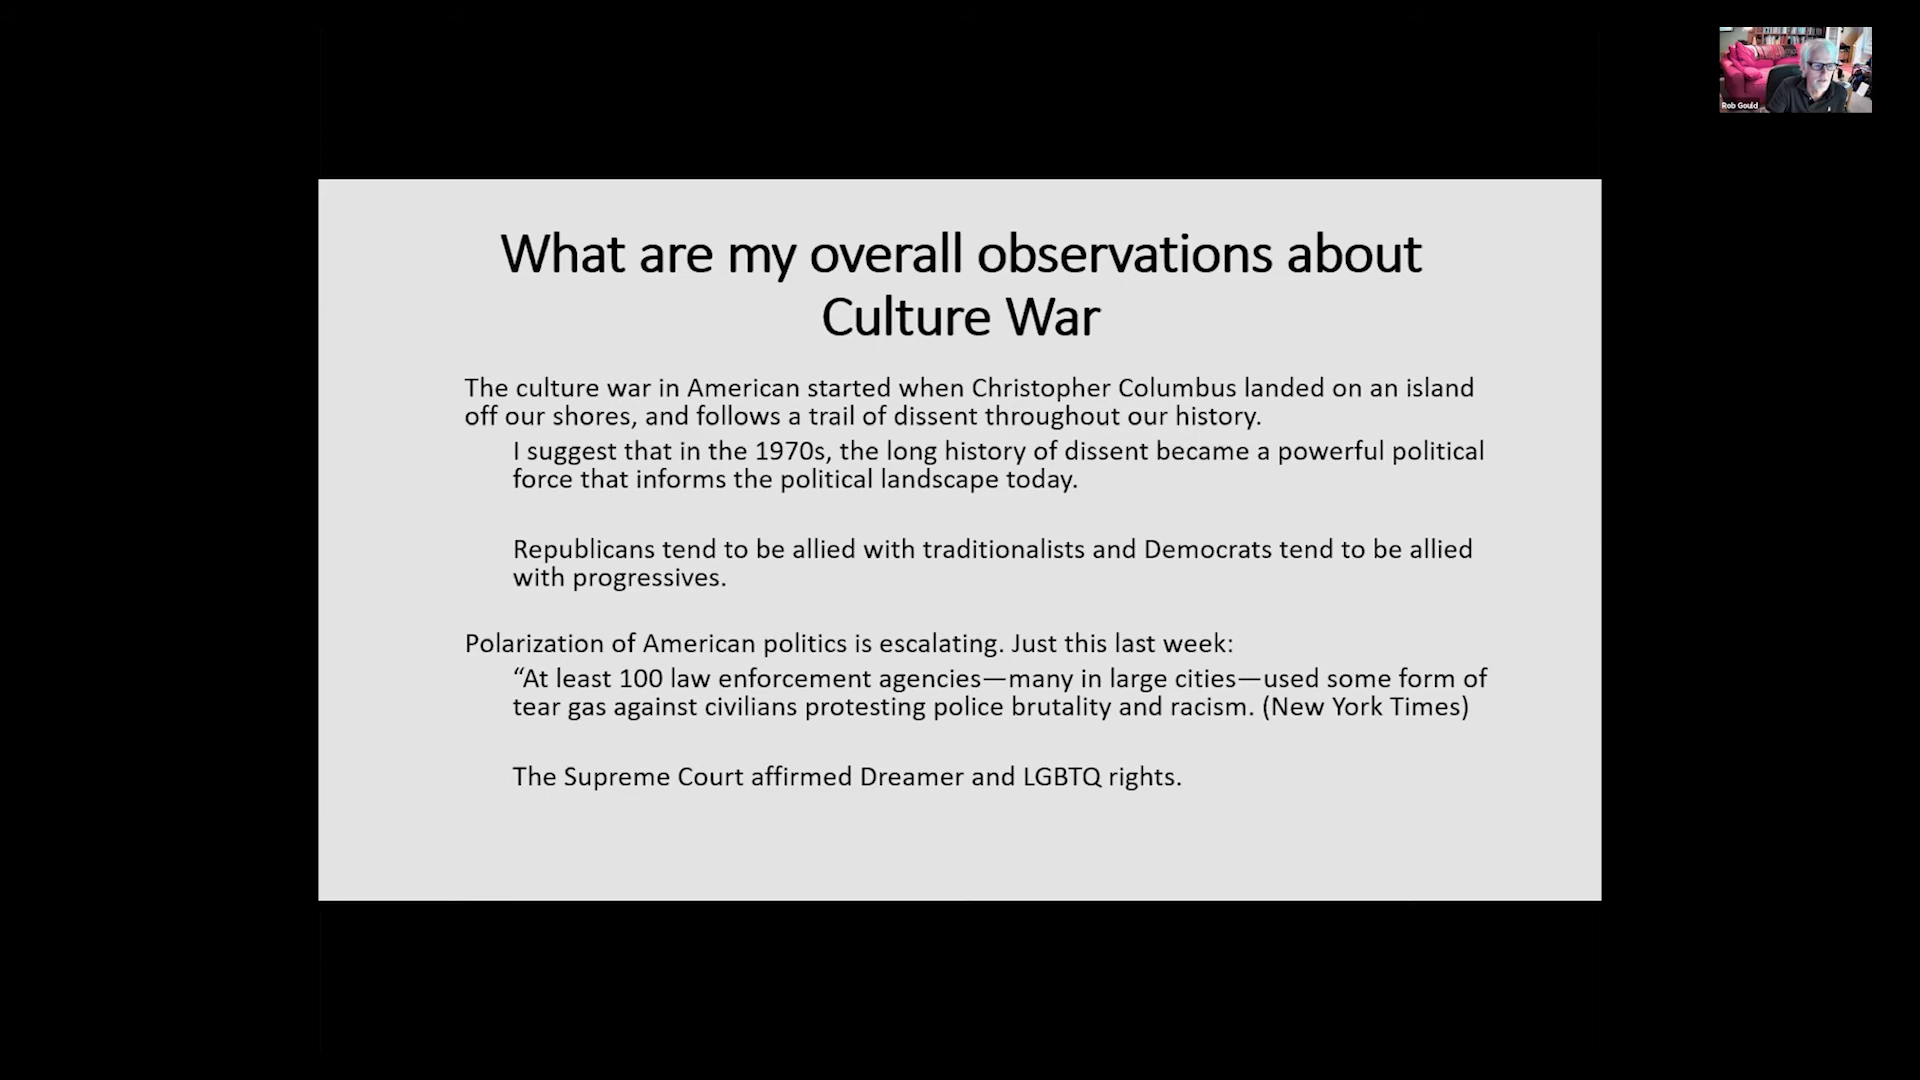 Rob Gould
What are my overall observations about
Culture War
The culture war in American started when Christopher Columbus landed on an island
off our shores, and follows a trail of dissent throughout our history.
I suggest that in the 1970s, the long history of dissent became a powerful political
force that informs the political landscape today.
Republicans tend to be allied with traditionalists and Democrats tend to be allied
with progressives.
Polarization of American politics is escalating. Just this last week:
“At least 100 law enforcement agencies—many in large cities—used some form of
tear gas against civilians protesting police brutality and racism. (New York Times)
The Supreme Court affirmed Dreamer and LGBTQ rights.